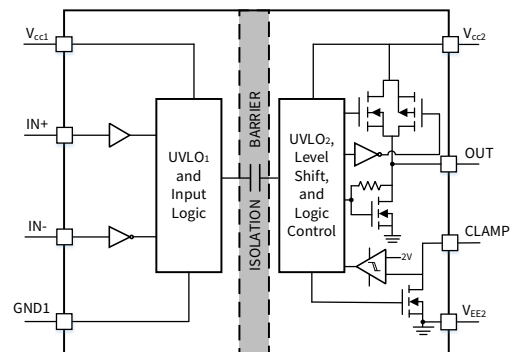 Vcc1
IN+
IN-
GND1
UVLO1
and
Input
Logic
ISOLATION BARRIER
UVLO2,
Level
Shift,
and
Logic
Control
2V
Vcc2
OUT
CLAMP
VEE2